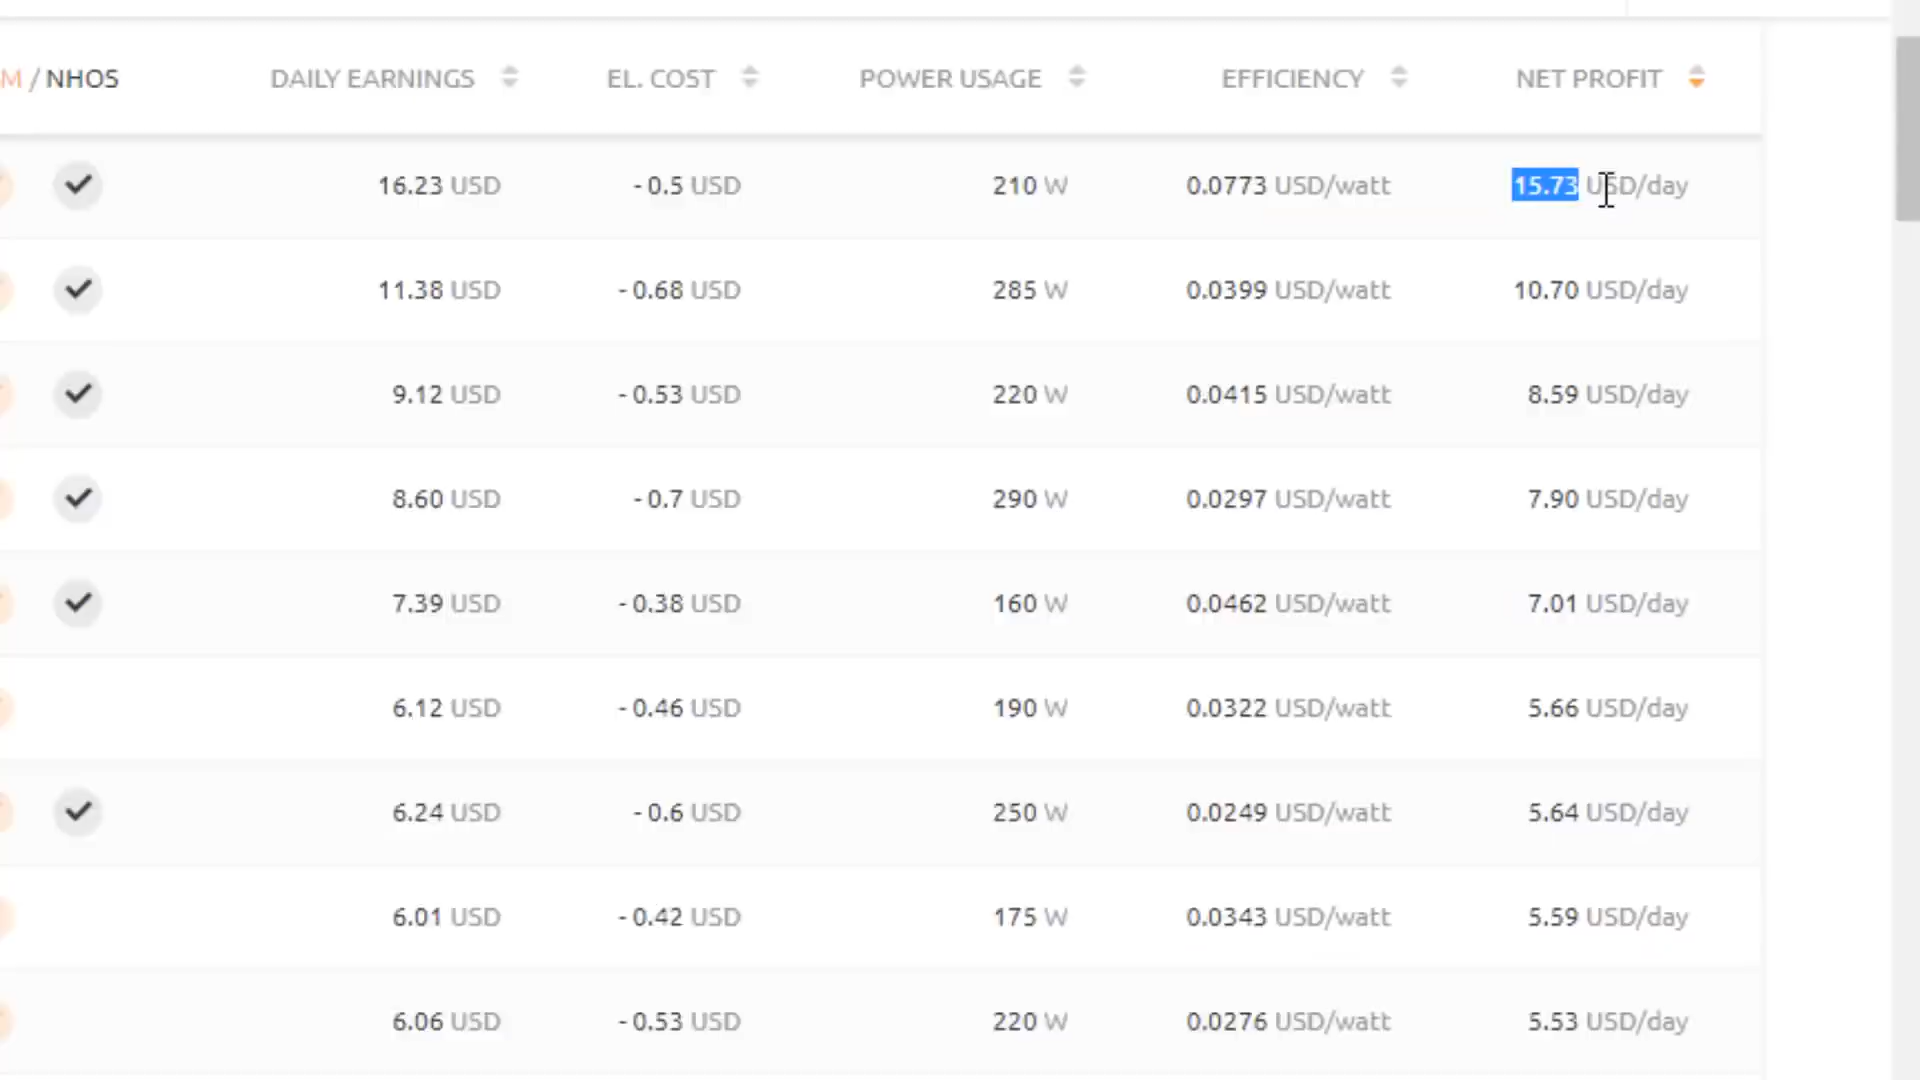 M / NHOS DAILY EARNINGS EL. COST POWER USAGE EFFICIENCY NET PROFIT
16.23 USD - 0.5 USD 210 W 0.0773 USD/watt 15.73 USD/day
11.38 USD - 0.68 USD 285 W 0.0399 USD/watt 10.70 USD/day
9.12 USD - 0.53 USD 220 W 0.0415 USD/watt 8.59 USD/day
8.60 USD - 0.7 USD 290 W 0.0297 USD/watt 7.90 USD/day
7.39 USD - 0.38 USD 160 W 0.0462 USD/watt 7.01 USD/day
6.12 USD - 0.46 USD 190 W 0.0322 USD/watt 5.66 USD/day
6.24 USD - 0.6 USD 250 W 0.0249 USD/watt 5.64 USD/day
6.01 USD - 0.42 USD 175 W 0.0343 USD/watt 5.59 USD/day
6.06 USD - 0.53 USD 220 W 0.0276 USD/watt 5.53 USD/day